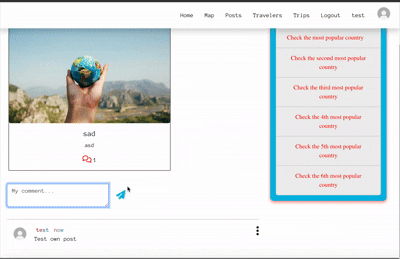 Home Map Posts Travelers Trips Logout test
Check the most popular
country
Check the second most popular
country
Check the third most popular
country
Check the 4th most popular
country
Check the 5th most popular
country
Check the 6th most popular
country
sad
asd
1
My comment...
test now
Test own post